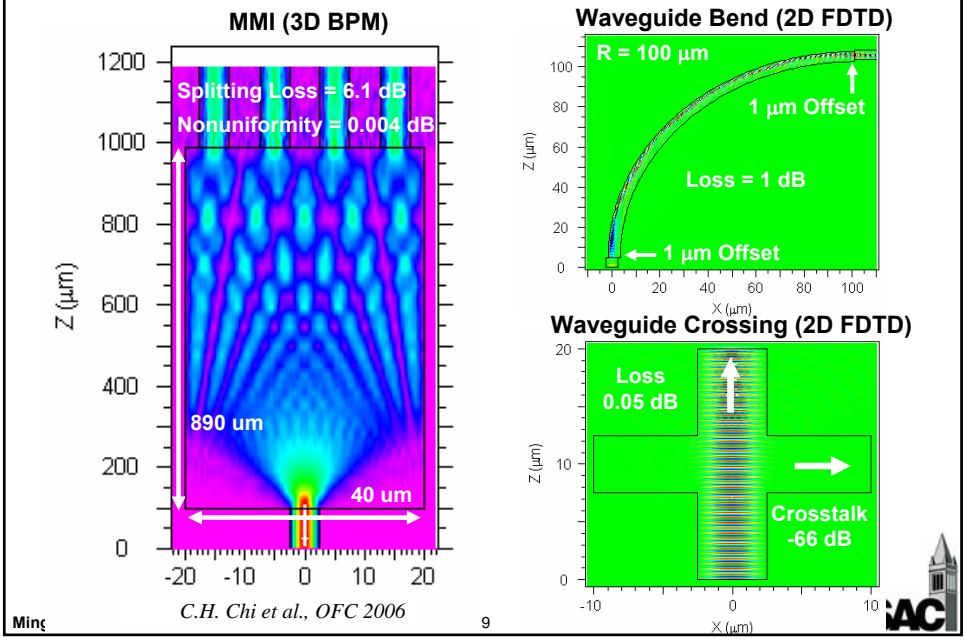 MMI (3D BPM)
1200
1000
800
600
400
200
0
Z (µm)
-20 -10 0 10 20
Splitting Loss = 6.1 dB
Nonuniformity = 0.004 dB
890 um
40 um
C.H. Chi et al., OFC 2006
Waveguide Bend (2D FDTD)
R = 100 µm
1 µm Offset
Loss = 1 dB
1 µm Offset
100
80
60
40
20
0
Z (µm)
0 20 40 60 80 100
X (µm)
Waveguide Crossing (2D FDTD)
20
10
0
Z (µm)
Loss
0.05 dB
Crosstalk
-66 dB
-10 0 10
X (µm)
Ming
9